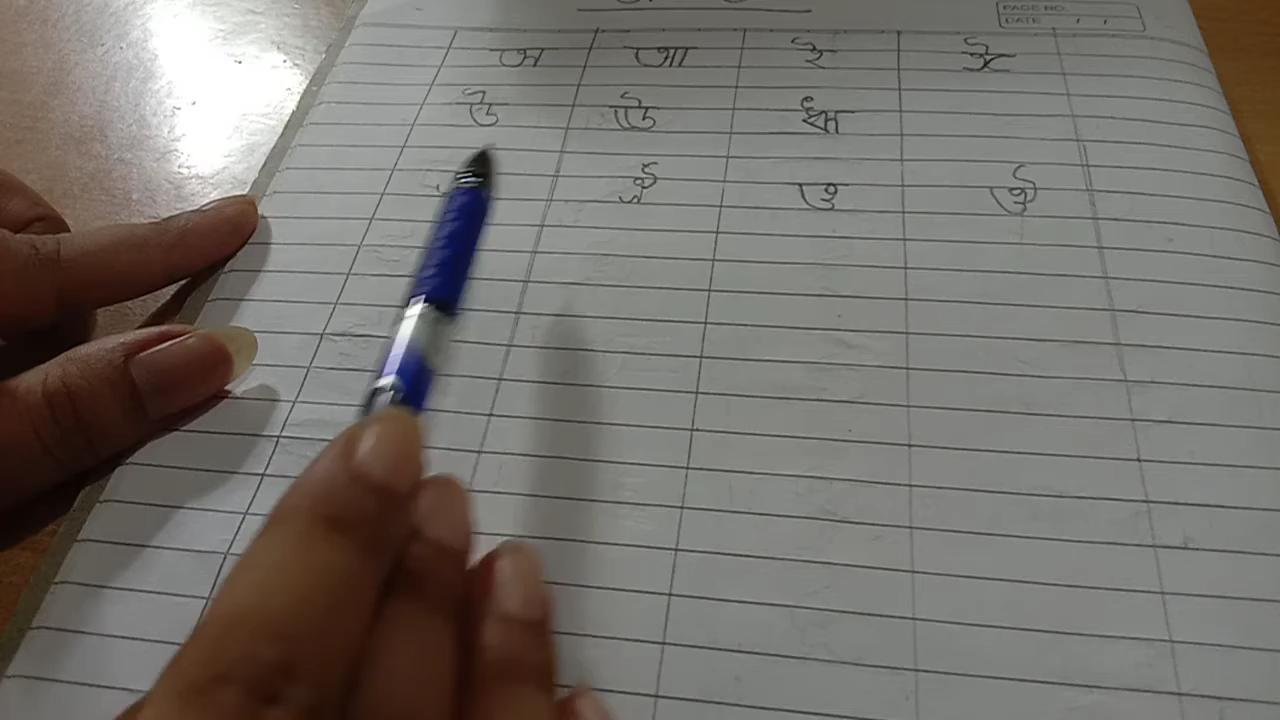 PAGE NO.
DATE
অ আ ই ঈ
উ ঊ ঋ
ঐ ও ঔ